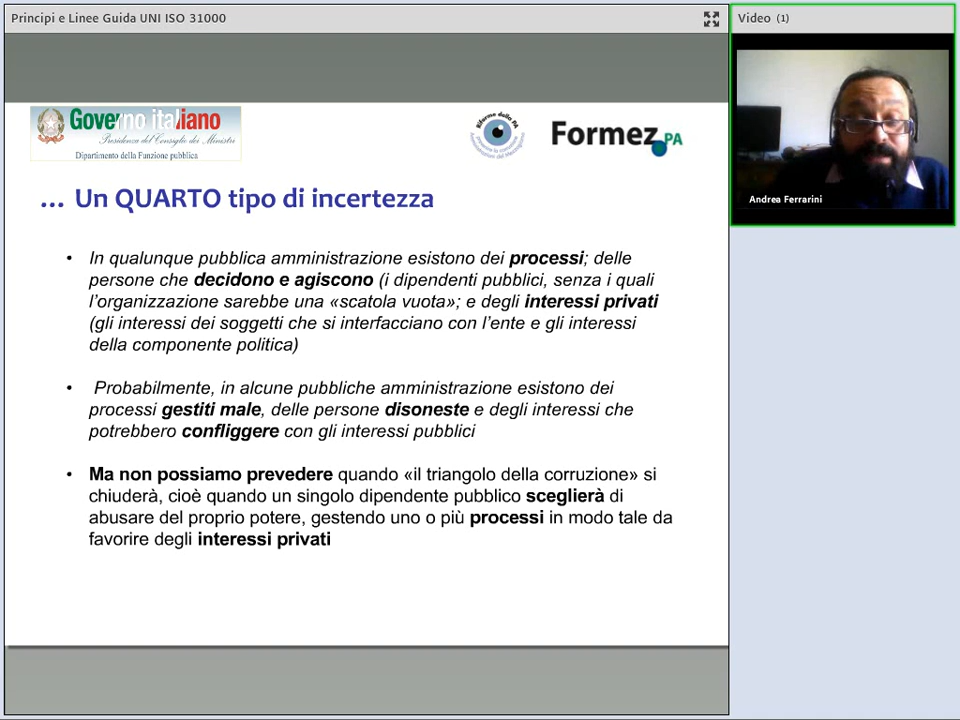 Principi e Linee Guida UNI ISO 31000
Video (1)
Governo italiano
Presidenza del Consiglio dei Ministri
Dipartimento della Funzione pubblica
Riforme della PA
Formez PA
Andrea Ferrarini
… Un QUARTO tipo di incertezza
• In qualunque pubblica amministrazione esistono dei processi; delle
persone che decidono e agiscono (i dipendenti pubblici, senza i quali
l’organizzazione sarebbe una «scatola vuota»; e degli interessi privati
(gli interessi dei soggetti che si interfacciano con l’ente e gli interessi
della componente politica)
• Probabilmente, in alcune pubbliche amministrazione esistono dei
processi gestiti male, delle persone disoneste e degli interessi che
potrebbero confliggere con gli interessi pubblici
• Ma non possiamo prevedere quando «il triangolo della corruzione» si
chiuderà, cioè quando un singolo dipendente pubblico sceglierà di
abusare del proprio potere, gestendo uno o più processi in modo tale da
favorire degli interessi privati